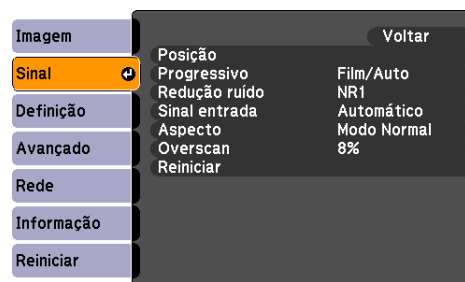 Imagem
Sinal
Definição
Avançado
Rede
Informação
Reiniciar
Voltar
Posição
Progressivo Film/Auto
Redução ruído NR1
Sinal entrada Automático
Aspecto Modo Normal
Overscan 8%
Reiniciar